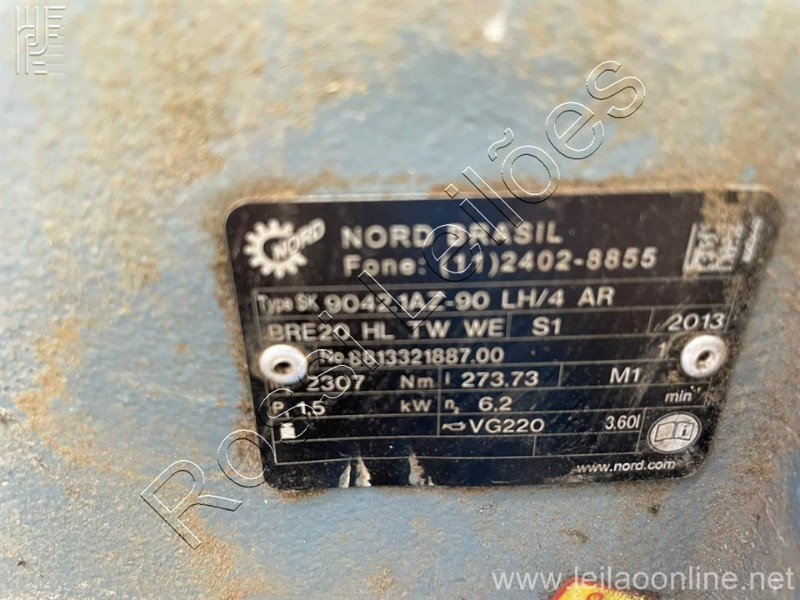 HEPPE
Rossi Leilões
NORD
NORD BRASIL
Fone: (11)2402-8855
Type SK 9042.1AZ-90 LH/4 AR
BRE20 HL TW WE S1 /2013
No 8813321887.00 1
2307 Nm i 273.73 M1
P₁ 1,5 kW n₂ 6.2 min⁻¹
VG220 3.60l
www.nord.com
www.leilaoonline.net